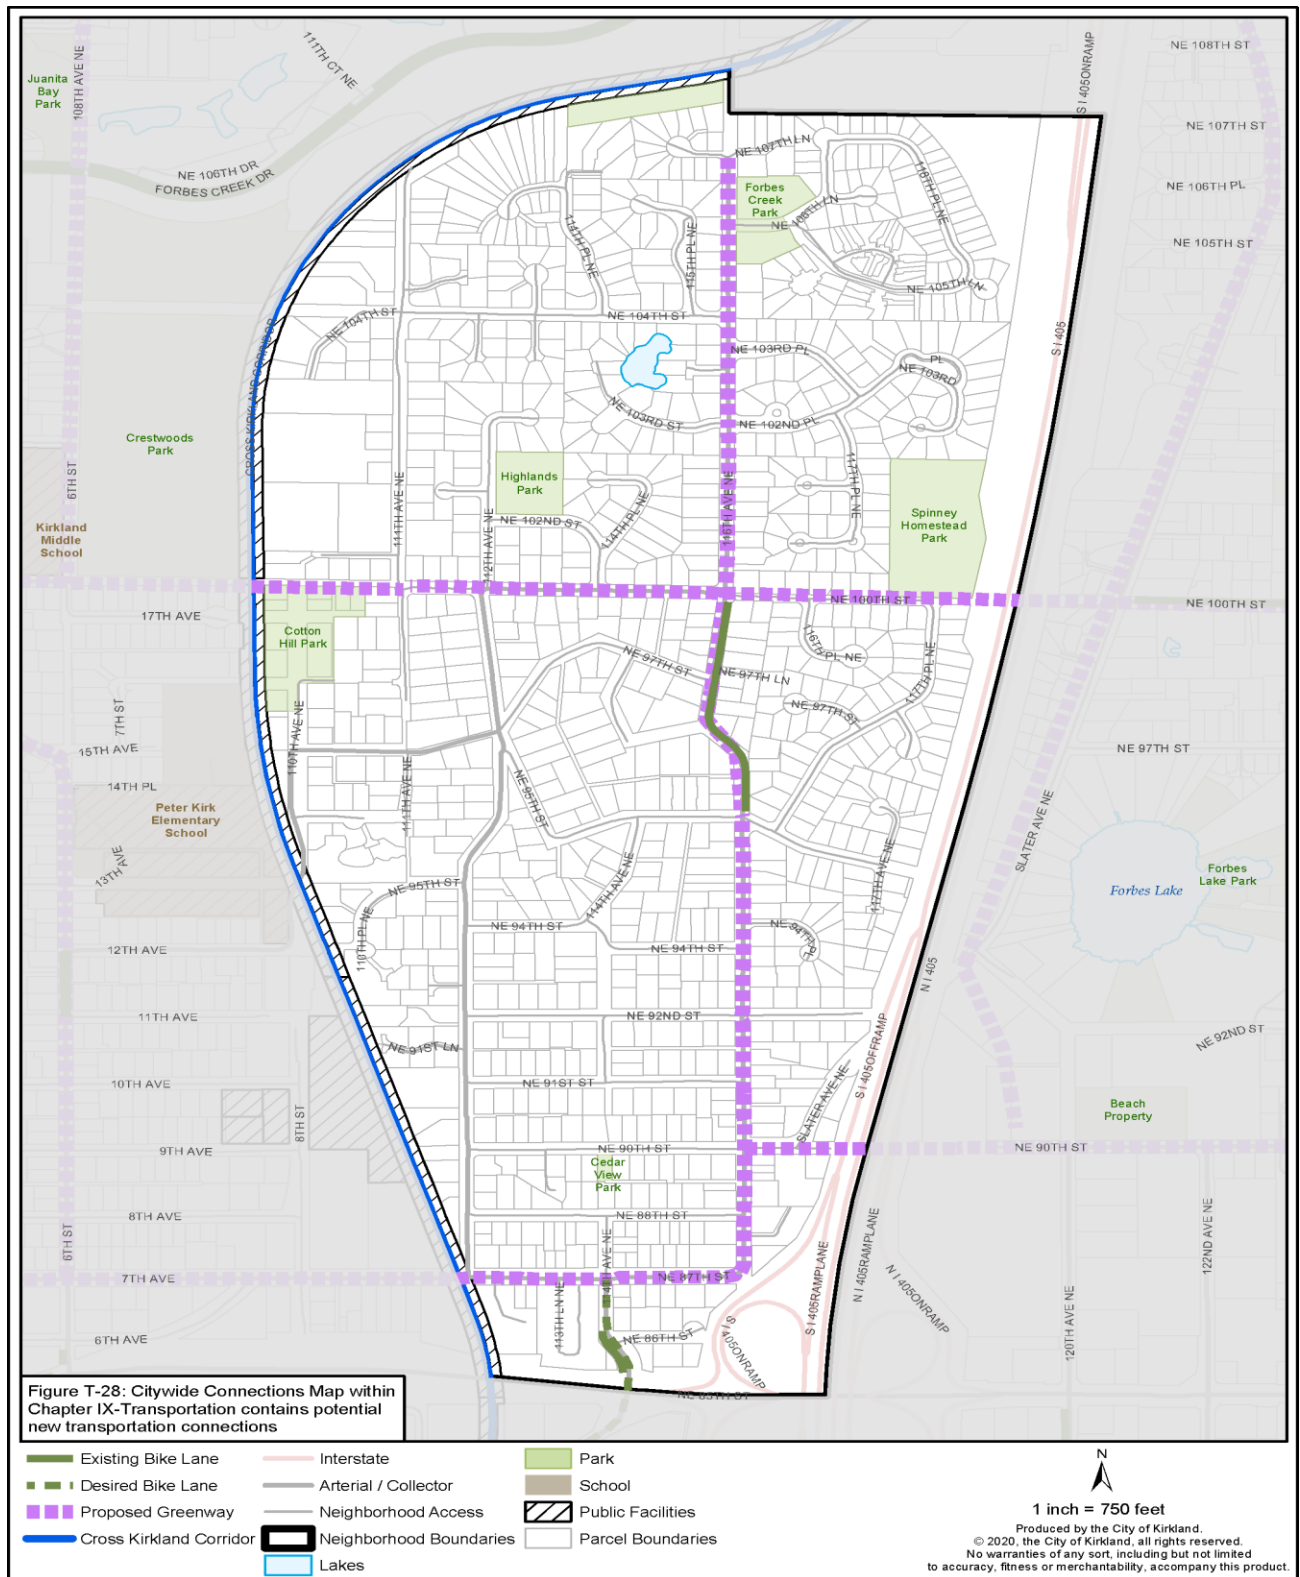 NE 108TH ST
111TH CT NE
S I 405ONRAMP
Juanita
Bay
Park
108TH AVE NE
NE 107TH ST
NE 107TH LN
NE 106TH DR
FORBES CREEK DR
118TH PL NE
NE 106TH PL
Forbes
Creek
Park
NE 106TH LN
114TH PL NE
115TH PL NE
NE 105TH ST
NE 105TH LN
NE 104TH ST
NE 104TH ST
CROSS KIRKLAND CORRIDOR
S I 405
NE 103RD PL
PL
NE 103RD
NE 103RD ST
NE 102ND PL
Crestwoods
Park
6TH ST
111TH AVE NE
Highlands
Park
116TH AVE NE
117TH PL NE
Kirkland
Middle
School
112TH AVE NE
NE 102ND ST
114TH PL NE
Spinney
Homestead
Park
NE 100TH ST
NE 100TH ST
17TH AVE
Cotton
Hill Park
116TH PL NE
117TH PL NE
NE 97TH ST
NE 97TH LN
7TH ST
110TH AVE NE
NE 97TH ST
15TH AVE
NE 97TH ST
14TH PL
Peter Kirk
Elementary
School
111TH AVE NE
NE 95TH ST
SLATER AVE NE
13TH AVE
NE 95TH ST
114TH AVE NE
117TH AVE NE
Forbes
Lake Park
Forbes Lake
110TH PL NE
NE 94TH ST
NE 94TH
PL
12TH AVE
NE 94TH ST
N I 405
11TH AVE
NE 92ND ST
NE 92ND ST
NE 91ST LN
S I 405OFFRAMP
10TH AVE
NE 91ST ST
SLATER AVE NE
Beach
Property
8TH ST
9TH AVE
NE 90TH ST
NE 90TH ST
Cedar
View
Park
8TH AVE
NE 88TH ST
6TH ST
114TH AVE NE
122ND AVE NE
7TH AVE
NE 87TH ST
S I 405RAMPLANE
N I 405RAMPLANE
N I 405ONRAMP
113TH LN NE
6TH AVE
NE 86TH ST
S I 405ONRAMP
120TH AVE NE
NE 85TH ST
Figure T-28: Citywide Connections Map within
Chapter IX-Transportation contains potential
new transportation connections
Existing Bike Lane
Desired Bike Lane
Proposed Greenway
Cross Kirkland Corridor
Interstate
Arterial / Collector
Neighborhood Access
Neighborhood Boundaries
Lakes
Park
School
Public Facilities
Parcel Boundaries
N
1 inch = 750 feet
Produced by the City of Kirkland.
© 2020, the City of Kirkland, all rights reserved.
No warranties of any sort, including but not limited
to accuracy, fitness or merchantability, accompany this product.